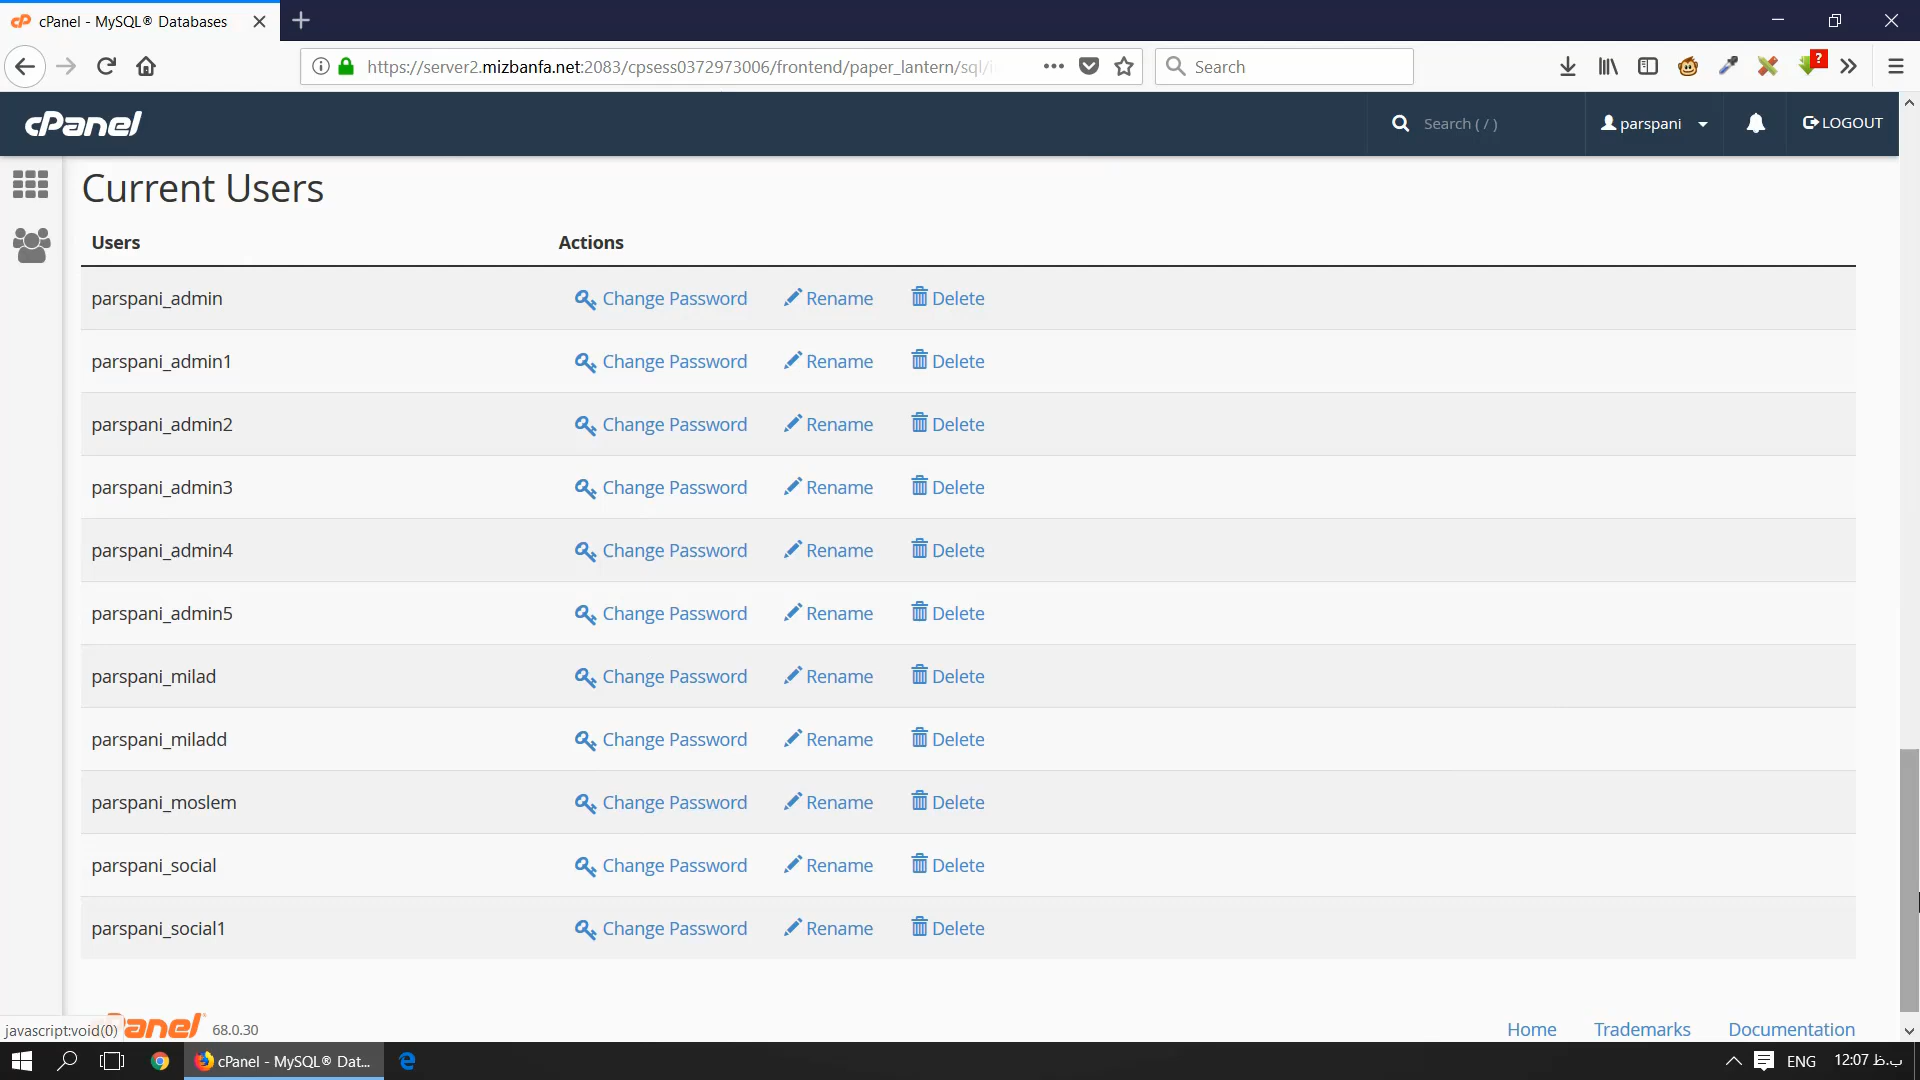 cPanel - MySQL® Databases
https://server2.mizbanfa.net:2083/cpsess0372973006/frontend/paper_lantern/sql/i
Search
?
cPanel
Search ( / )
parspani
LOGOUT
Current Users
Users Actions
parspani_admin Change Password Rename Delete
parspani_admin1 Change Password Rename Delete
parspani_admin2 Change Password Rename Delete
parspani_admin3 Change Password Rename Delete
parspani_admin4 Change Password Rename Delete
parspani_admin5 Change Password Rename Delete
parspani_milad Change Password Rename Delete
parspani_miladd Change Password Rename Delete
parspani_moslem Change Password Rename Delete
parspani_social Change Password Rename Delete
parspani_social1 Change Password Rename Delete
javascript:void(0)
Panel 68.0.30
Home Trademarks Documentation
cPanel - MySQL® Dat...
ENG
12:07 ب.ظ